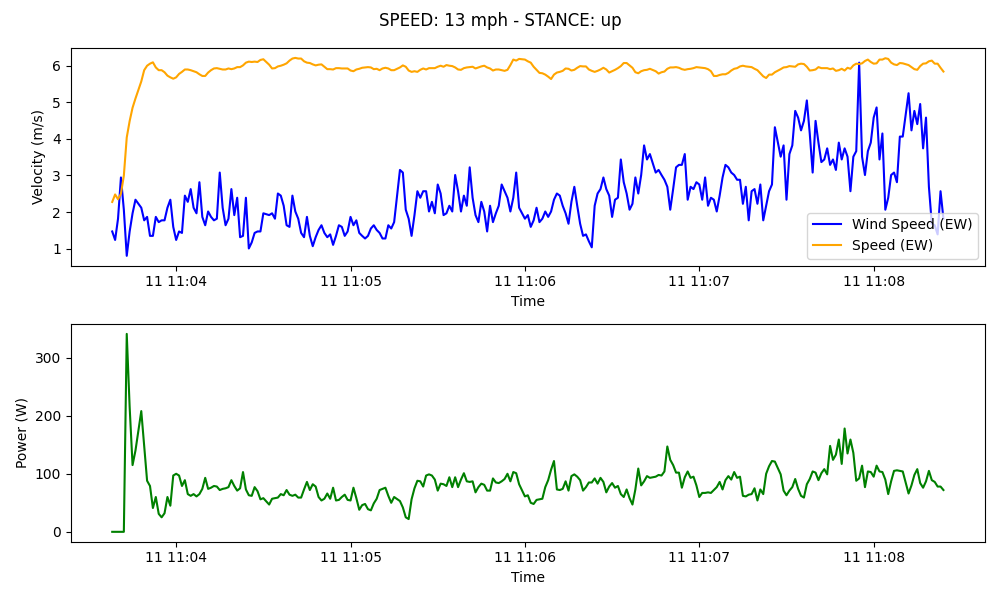 SPEED: 13 mph - STANCE: up
Velocity (m/s)
6
5
4
3
2
1
Wind Speed (EW)
Speed (EW)
11 11:04 11 11:05 11 11:06 11 11:07 11 11:08
Time
Power (W)
300
200
100
0
11 11:04 11 11:05 11 11:06 11 11:07 11 11:08
Time